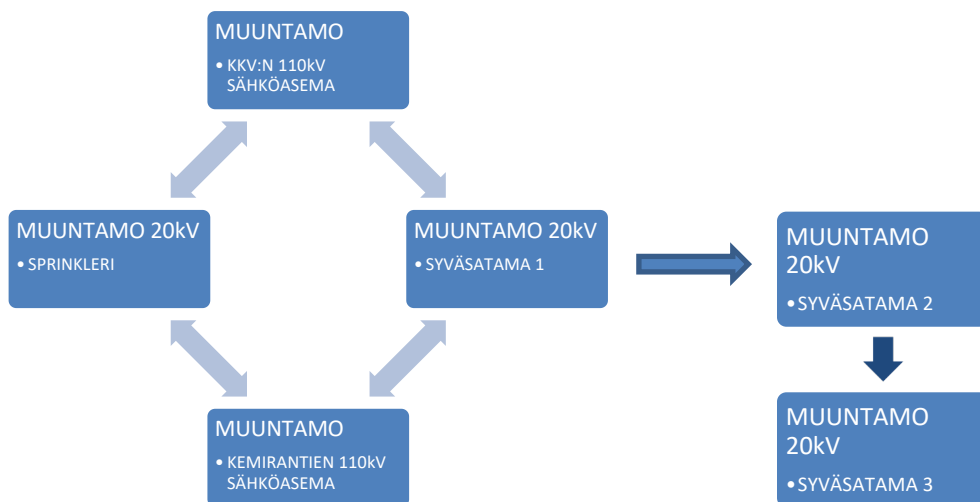 MUUNTAMO
• KKV:N 110kV
SÄHKÖASEMA
MUUNTAMO 20kV
• SPRINKLERI
MUUNTAMO 20kV
• SYVÄSATAMA 1
MUUNTAMO
20kV
• SYVÄSATAMA 2
MUUNTAMO
• KEMIRANTIEN 110kV
SÄHKÖASEMA
MUUNTAMO
20kV
• SYVÄSATAMA 3